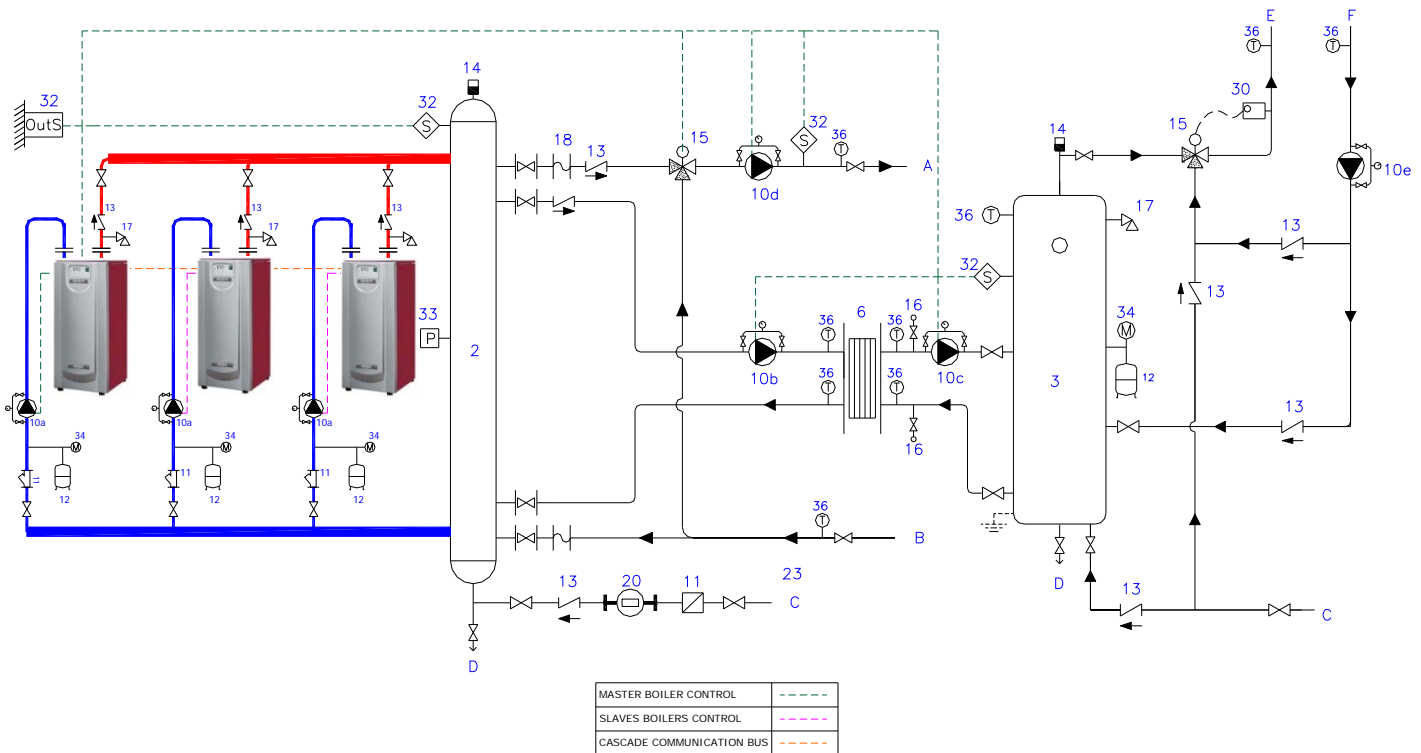 E
F
36
36
14
30
32
OutS
32
S
18
13
15
32
S
36
14
15
10e
10d
A
13
17
13
17
13
17
36
T
17
13
32
S
13
33
P
2
36
6
36
16
34
M
10b
36
36
10c
3
12
16
13
10a
10a
10a
34
M
34
M
34
M
11
11
11
12
12
12
36
B
23
13
20
11
C
D
D
13
C
MASTER BOILER CONTROL
SLAVES BOILERS CONTROL
CASCADE COMMUNICATION BUS